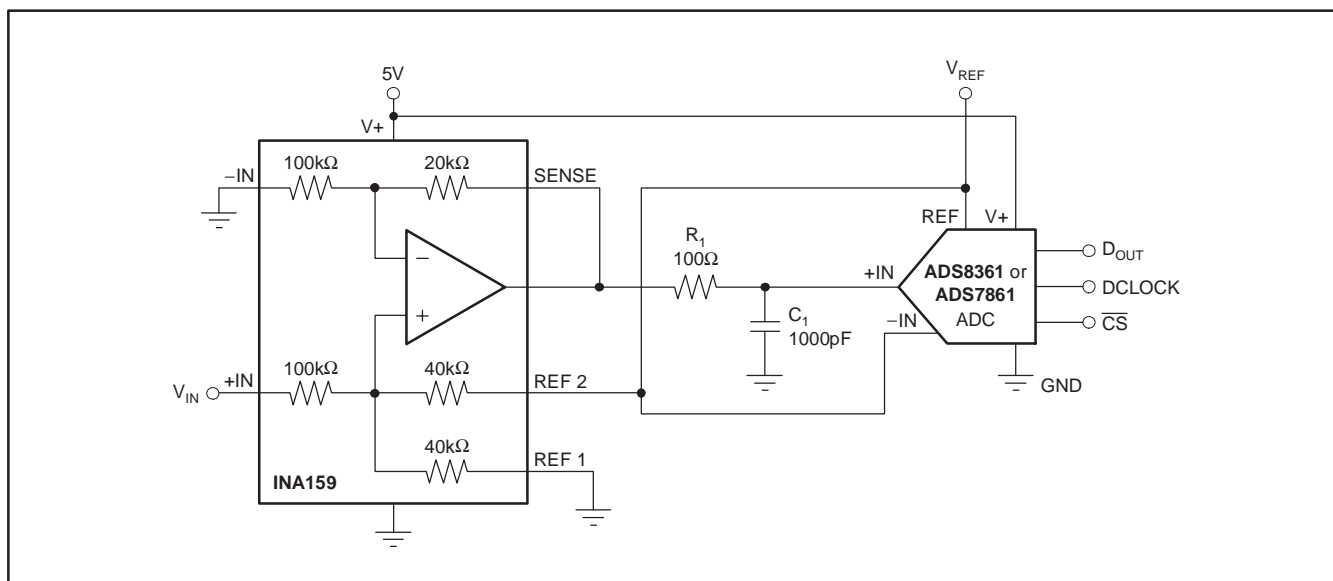 5V
V+
VREF
100kΩ
20kΩ
SENSE
−IN
REF
V+
R1
100Ω
+IN
ADS8361 or
ADS7861
ADC
DOUT
DCLOCK
CS
−
+
C1
1000pF
−IN
GND
VIN
+IN
100kΩ
40kΩ
REF 2
40kΩ
REF 1
INA159